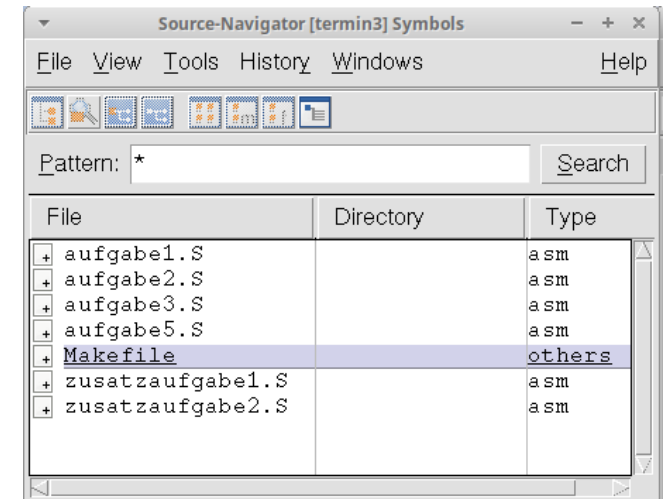 Source-Navigator [termin3] Symbols
File View Tools History Windows Help
Pattern: * Search
File Directory Type
aufgabe1.S asm
aufgabe2.S asm
aufgabe3.S asm
aufgabe5.S asm
Makefile others
zusatzaufgabe1.S asm
zusatzaufgabe2.S asm